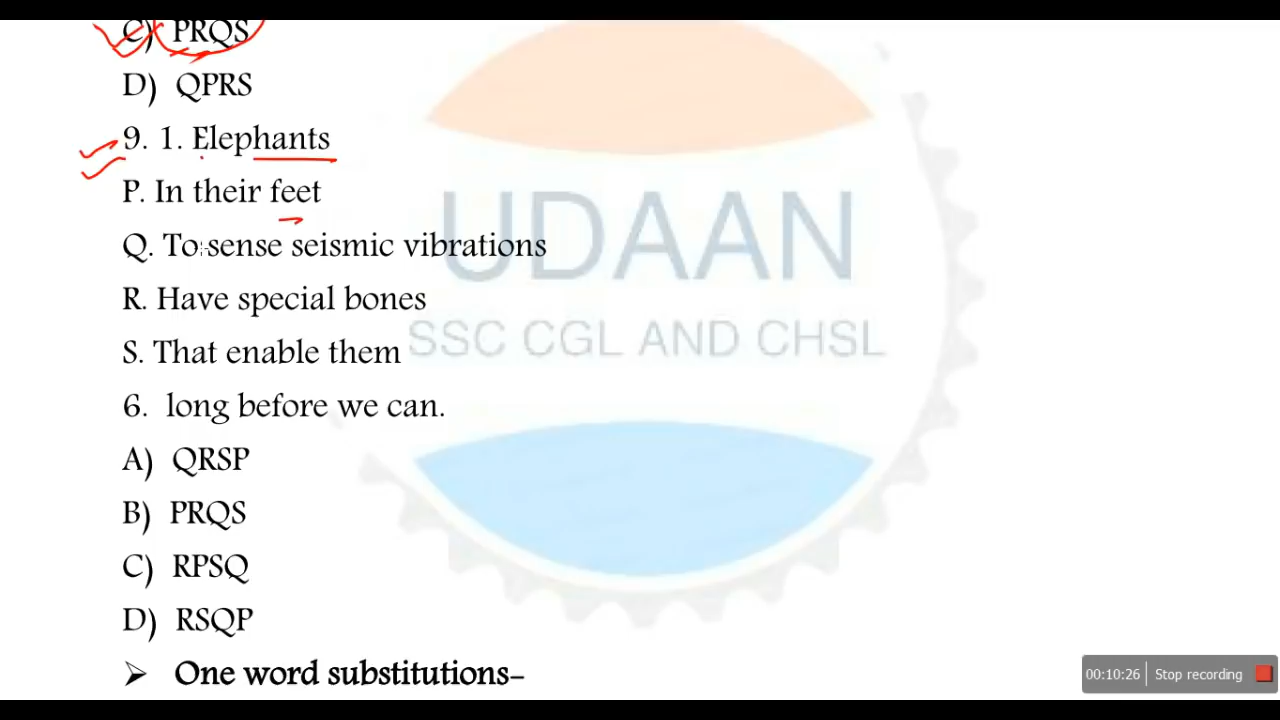 C) PRQS
D) QPRS
9. 1. Elephants
P. In their feet
Q. To sense seismic vibrations
R. Have special bones
S. That enable them
6. long before we can.
A) QRSP
B) PRQS
C) RPSQ
D) RSQP
➢ One word substitutions-
UDAAN
SSC CGL AND CHSL
00:10:26 Stop recording